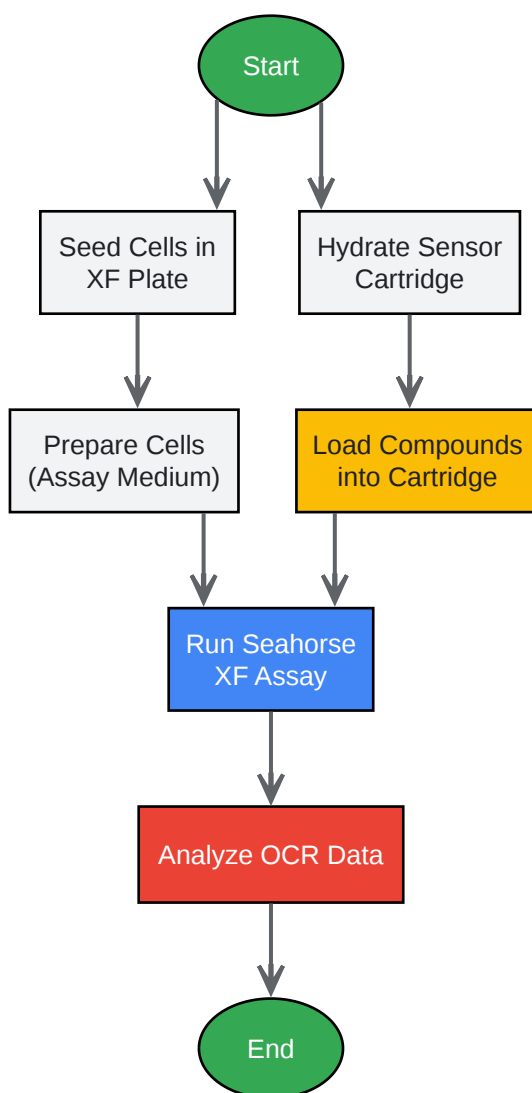 Start
Seed Cells in
XF Plate
Hydrate Sensor
Cartridge
Prepare Cells
(Assay Medium)
Load Compounds
into Cartridge
Run Seahorse
XF Assay
Analyze OCR Data
End